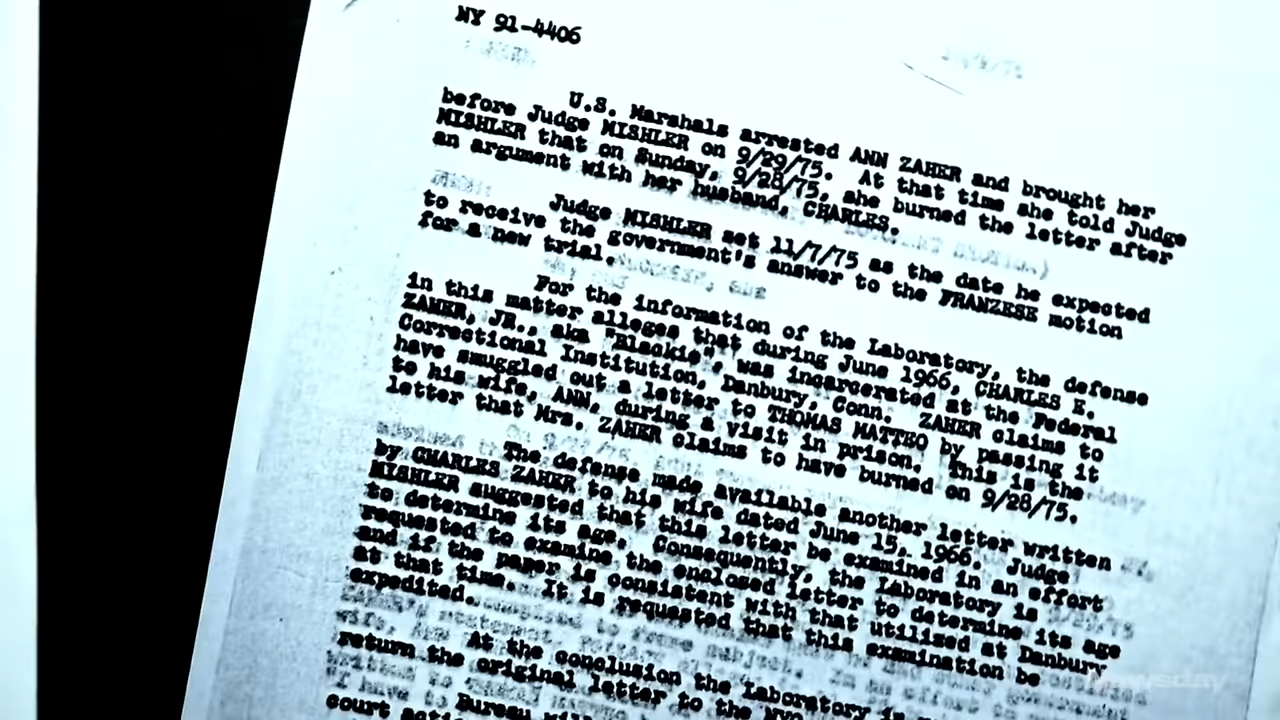 NY 91-4406
U.S. Marshals arrested ANN ZAHER and brought her
before Judge MISHLER on 9/29/75. At that time she told Judge
MISHLER that on Sunday, 9/28/75, she burned the letter after
an argument with her husband, CHARLES.
Judge MISHLER set 11/7/75 as the date he expected
to receive the government's answer to the FRANZESE motion
for a new trial.
For the information of the Laboratory, the defense
in this matter alleges that during June 1966, CHARLES E.
ZAHER, JR., aka "Blackie", was incarcerated at the Federal
Correctional Institution, Danbury, Conn. ZAHER claims to
have smuggled out a letter to THOMAS MATTEO by passing it
to his wife, ANN, during a visit in prison. This is the
letter that Mrs. ZAHER claims to have burned on 9/28/75.
The defense made available another letter written
by CHARLES ZAHER to his wife dated June 15, 1966. Judge
MISHLER suggested that this letter be examined in an effort
to determine its age. Consequently, the Laboratory is
requested to examine the enclosed letter to determine its age
and if the paper is consistent with that utilized at Danbury
at that time. It is requested that this examination be
expedited.
At the conclusion the Laboratory is
return the original letter to the NYO
Bureau will
court
Newsday